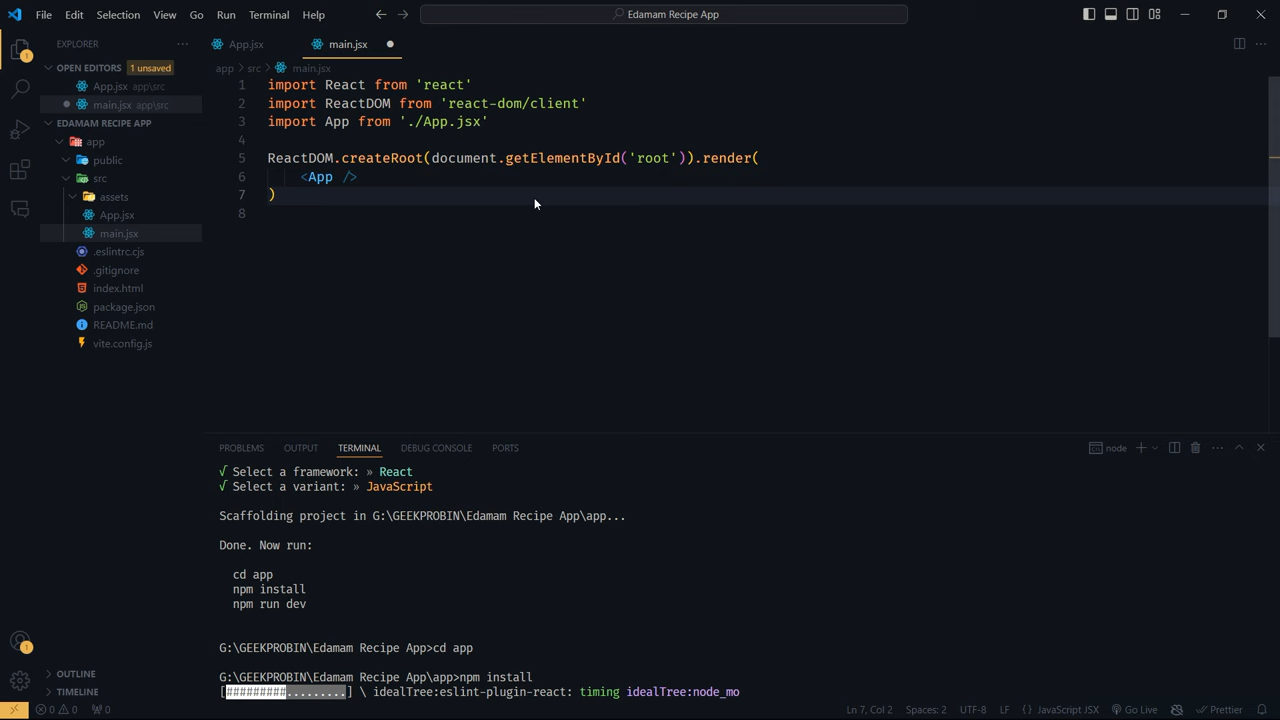 File Edit Selection View Go Run Terminal Help
Edamam Recipe App
EXPLORER
OPEN EDITORS 1 unsaved
App.jsx app\src
main.jsx app\src
EDAMAM RECIPE APP
app
public
src
assets
App.jsx
main.jsx
.eslintrc.cjs
.gitignore
index.html
package.json
README.md
vite.config.js
OUTLINE
TIMELINE
App.jsx main.jsx
app > src > main.jsx
1 import React from 'react'
2 import ReactDOM from 'react-dom/client'
3 import App from './App.jsx'
4
5 ReactDOM.createRoot(document.getElementById('root')).render(
6 <App />
7 )
8
PROBLEMS OUTPUT TERMINAL DEBUG CONSOLE PORTS
node
√ Select a framework: » React
√ Select a variant: » JavaScript
Scaffolding project in G:\GEEKPROBIN\Edamam Recipe App\app...
Done. Now run:
cd app
npm install
npm run dev
G:\GEEKPROBIN\Edamam Recipe App>cd app
G:\GEEKPROBIN\Edamam Recipe App\app>npm install
[#########.........] \ idealTree:eslint-plugin-react: timing idealTree:node_mo
0 0 0 Ln 7, Col 2 Spaces: 2 UTF-8 LF {} JavaScript JSX Go Live Prettier